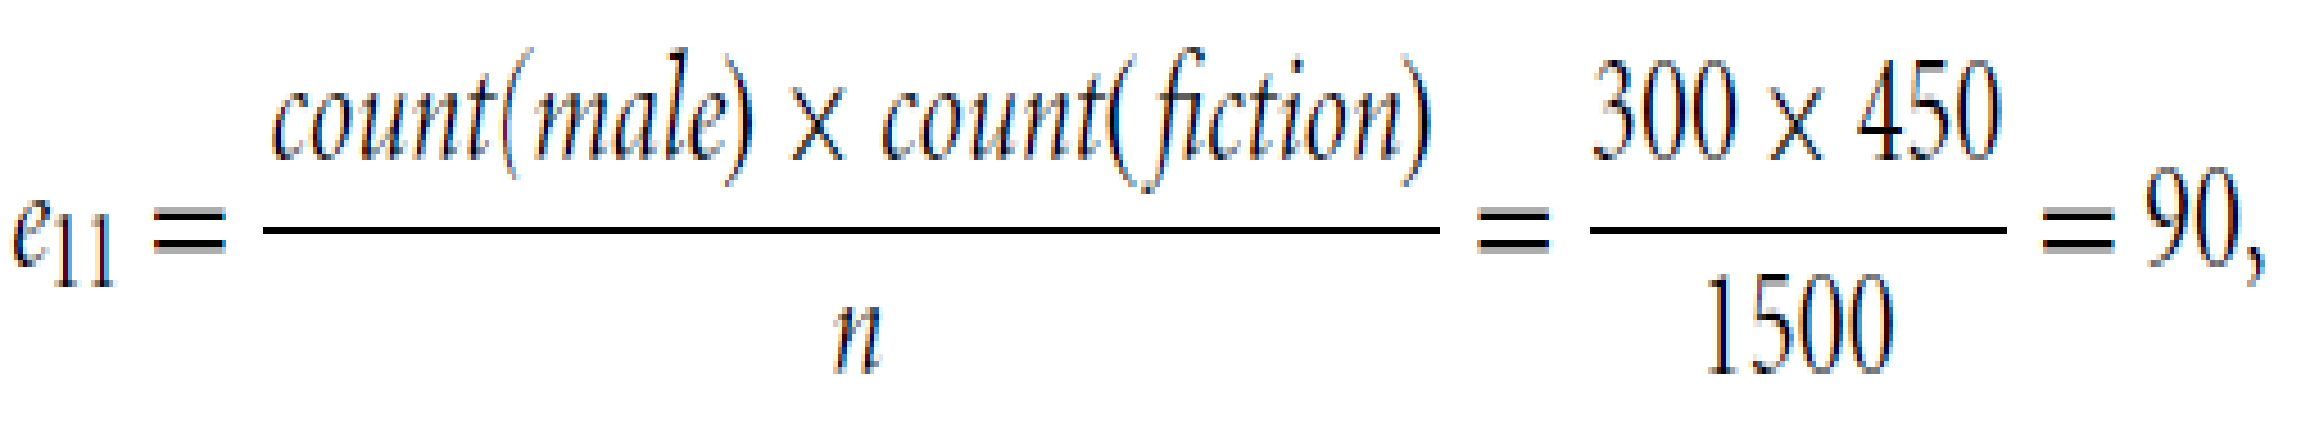 e₁₁ = count(male) × count(fiction) / n = 300 × 450 / 1500 = 90,